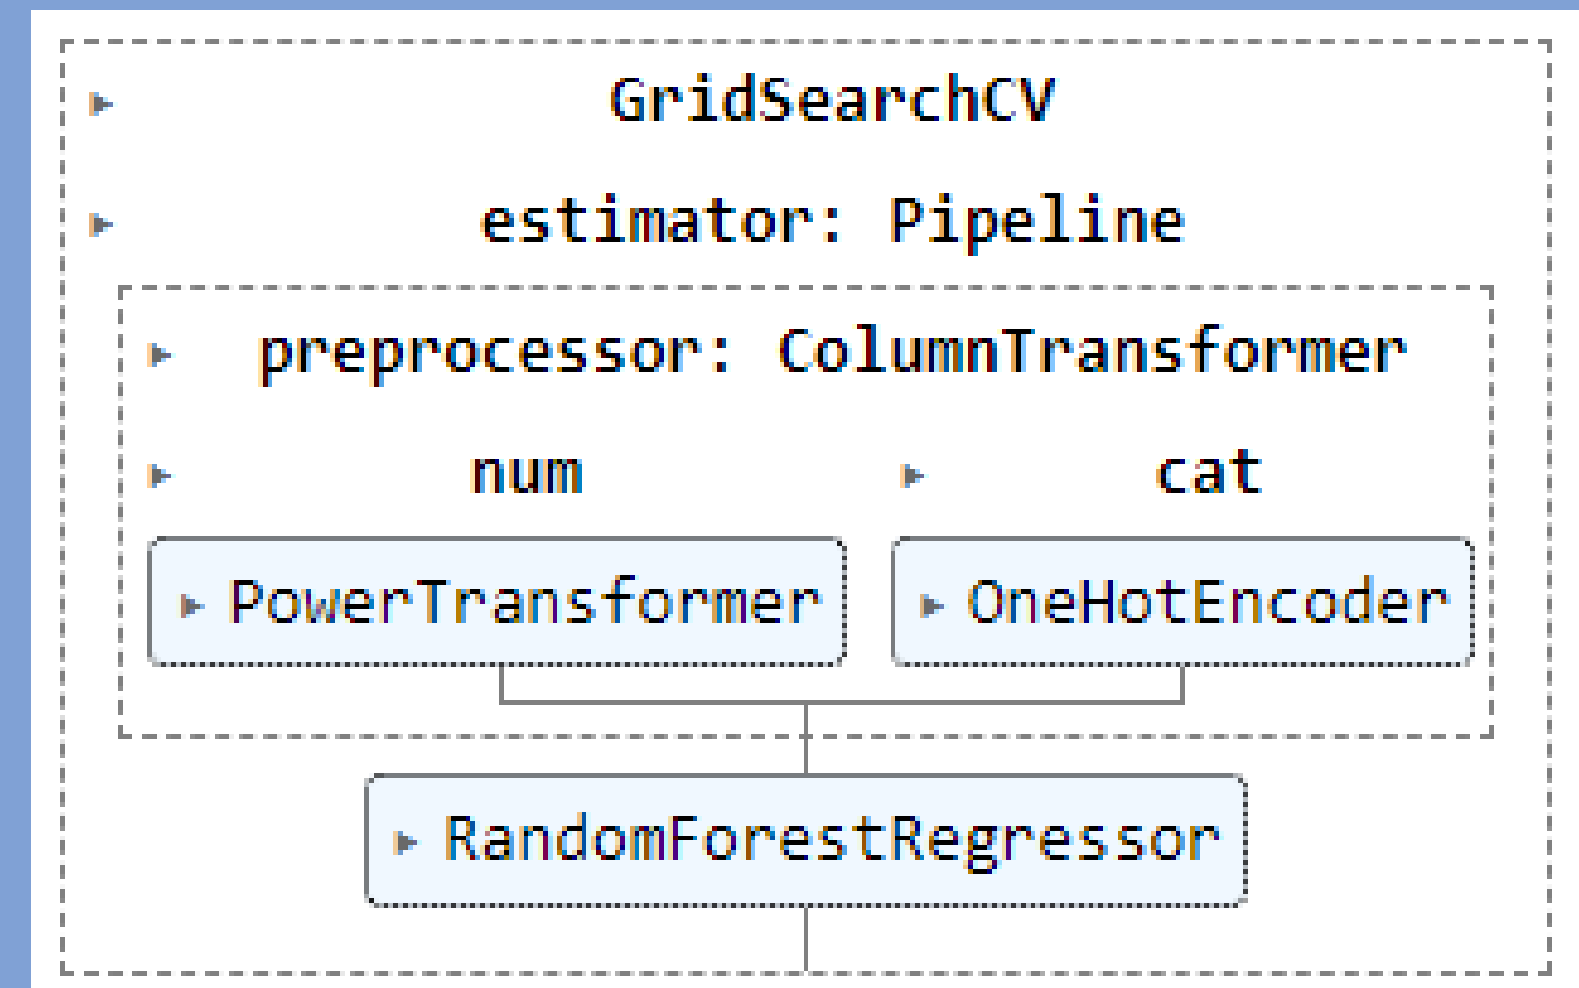 GridSearchCV
estimator: Pipeline
preprocessor: ColumnTransformer
num cat
PowerTransformer OneHotEncoder
RandomForestRegressor